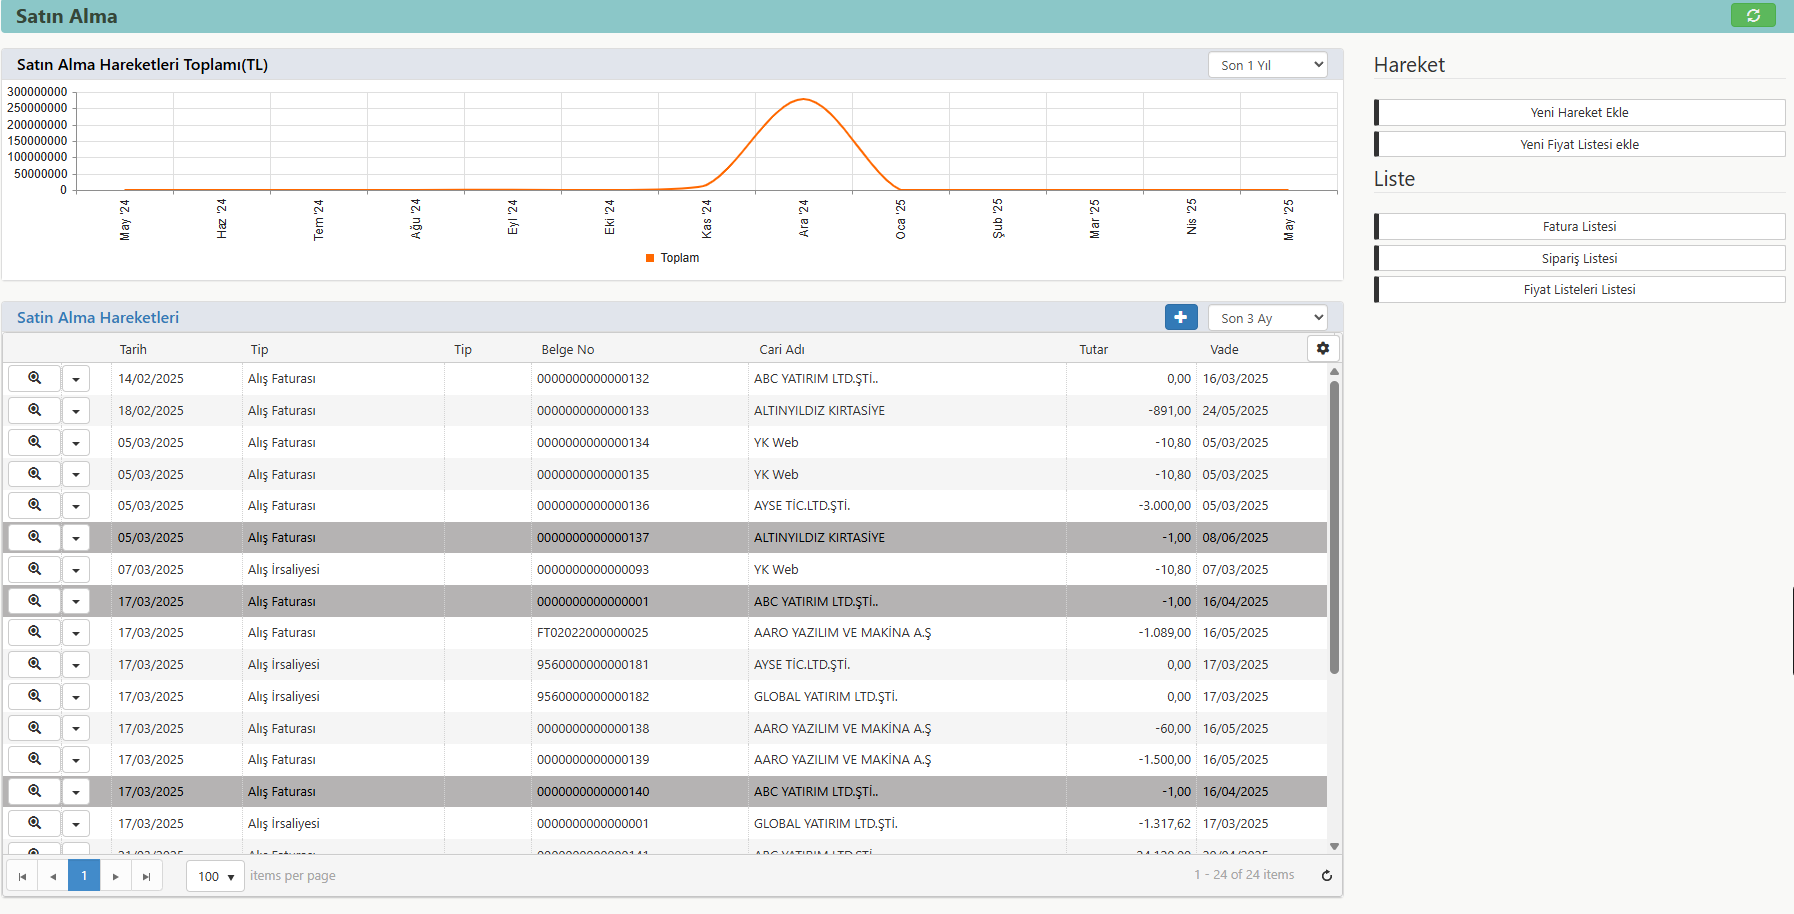 Satın Alma
Satın Alma Hareketleri Toplamı(TL)
Son 1 Yıl
300000000
250000000
200000000
150000000
100000000
50000000
0
May '24
Haz '24
Tem '24
Ağu '24
Eyl '24
Eki '24
Kas '24
Ara '24
Oca '25
Şub '25
Mar '25
Nis '25
May '25
Toplam
Hareket
Yeni Hareket Ekle
Yeni Fiyat Listesi ekle
Liste
Fatura Listesi
Sipariş Listesi
Fiyat Listeleri Listesi
Satin Alma Hareketleri
Son 3 Ay
Tarih Tip Tip Belge No Cari Adı Tutar Vade
14/02/2025 Alış Faturası 0000000000000132 ABC YATIRIM LTD.ŞTİ.. 0,00 16/03/2025
18/02/2025 Alış Faturası 0000000000000133 ALTINYILDIZ KIRTASİYE -891,00 24/05/2025
05/03/2025 Alış Faturası 0000000000000134 YK Web -10,80 05/03/2025
05/03/2025 Alış Faturası 0000000000000135 YK Web -10,80 05/03/2025
05/03/2025 Alış Faturası 0000000000000136 AYSE TİC.LTD.ŞTİ. -3.000,00 05/03/2025
05/03/2025 Alış Faturası 0000000000000137 ALTINYILDIZ KIRTASİYE -1,00 08/06/2025
07/03/2025 Alış İrsaliyesi 0000000000000093 YK Web -10,80 07/03/2025
17/03/2025 Alış Faturası 0000000000000001 ABC YATIRIM LTD.ŞTİ.. -1,00 16/04/2025
17/03/2025 Alış Faturası FT02022000000025 AARO YAZILIM VE MAKİNA A.Ş -1.089,00 16/05/2025
17/03/2025 Alış İrsaliyesi 9560000000000181 AYSE TİC.LTD.ŞTİ. 0,00 17/03/2025
17/03/2025 Alış İrsaliyesi 9560000000000182 GLOBAL YATIRIM LTD.ŞTİ. 0,00 17/03/2025
17/03/2025 Alış Faturası 0000000000000138 AARO YAZILIM VE MAKİNA A.Ş -60,00 16/05/2025
17/03/2025 Alış Faturası 0000000000000139 AARO YAZILIM VE MAKİNA A.Ş -1.500,00 16/05/2025
17/03/2025 Alış Faturası 0000000000000140 ABC YATIRIM LTD.ŞTİ.. -1,00 16/04/2025
17/03/2025 Alış İrsaliyesi 0000000000000001 GLOBAL YATIRIM LTD.ŞTİ. -1.317,62 17/03/2025
1 100 items per page 1 - 24 of 24 items